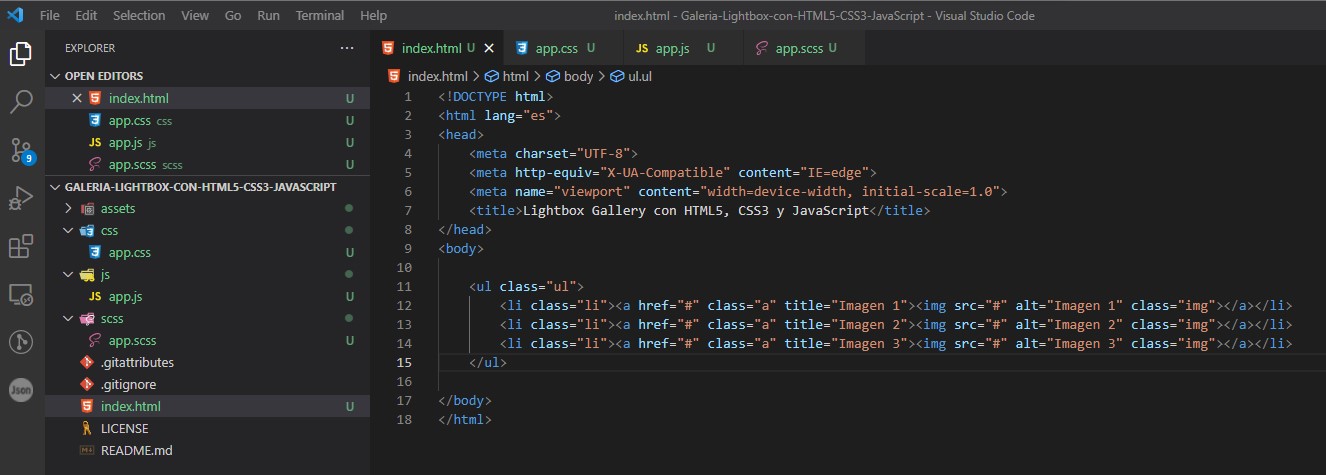 File Edit Selection View Go Run Terminal Help index.html - Galeria-Lightbox-con-HTML5-CSS3-JavaScript - Visual Studio Code
EXPLORER ···
OPEN EDITORS
index.html U
app.css css U
JS app.js js U
app.scss scss U
9
GALERIA-LIGHTBOX-CON-HTML5-CSS3-JAVASCRIPT
assets
css
app.css U
js
JS app.js U
scss
app.scss U
.gitattributes
.gitignore
index.html U
LICENSE
README.md
Json
index.html U app.css U JS app.js U app.scss U
index.html > html > body > ul.ul
1 <!DOCTYPE html>
2 <html lang="es">
3 <head>
4 <meta charset="UTF-8">
5 <meta http-equiv="X-UA-Compatible" content="IE=edge">
6 <meta name="viewport" content="width=device-width, initial-scale=1.0">
7 <title>Lightbox Gallery con HTML5, CSS3 y JavaScript</title>
8 </head>
9 <body>
10
11 <ul class="ul">
12 <li class="li"><a href="#" class="a" title="Imagen 1"><img src="#" alt="Imagen 1" class="img"></a></li>
13 <li class="li"><a href="#" class="a" title="Imagen 2"><img src="#" alt="Imagen 2" class="img"></a></li>
14 <li class="li"><a href="#" class="a" title="Imagen 3"><img src="#" alt="Imagen 3" class="img"></a></li>
15 </ul>
16
17 </body>
18 </html>